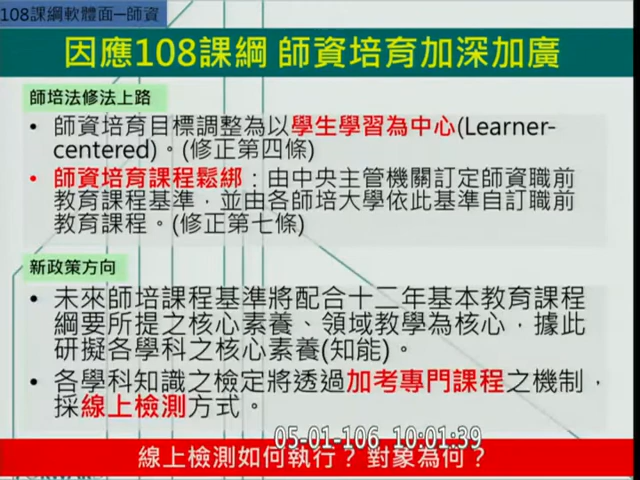 108課綱軟體面─師資
因應108課綱 師資培育加深加廣
師培法修法上路
• 師資培育目標調整為以學生學習為中心(Learner-
centered)。(修正第四條)
• 師資培育課程鬆綁：由中央主管機關訂定師資職前
教育課程基準，並由各師培大學依此基準自訂職前
教育課程。(修正第七條)
新政策方向
• 未來師培課程基準將配合十二年基本教育課程
綱要所提之核心素養、領域教學為核心，據此
研擬各學科之核心素養(知能)。
• 各學科知識之檢定將透過加考專門課程之機制，
採線上檢測方式。
05-01-106 10:01:39
線上檢測如何執行？對象為何？